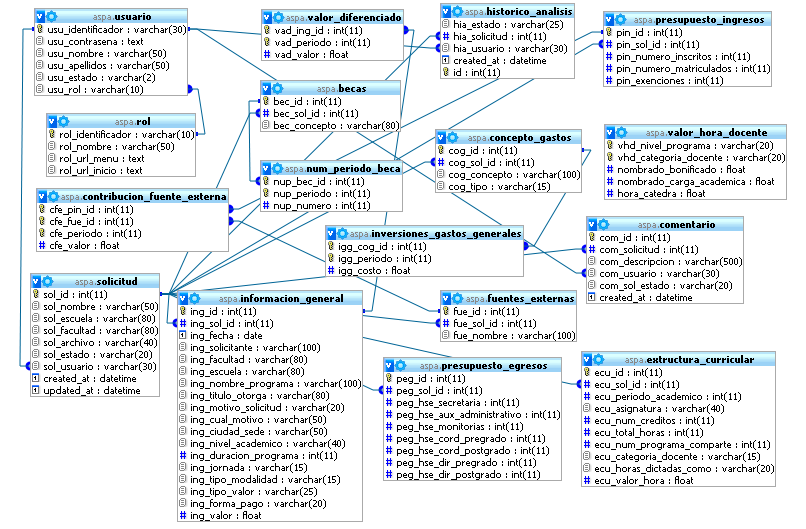 aspa.usuario
usu_identificador : varchar(30)
usu_contrasena : text
usu_nombre : varchar(50)
usu_apellidos : varchar(50)
usu_estado : varchar(2)
usu_rol : varchar(10)
aspa.valor_diferenciado
vad_ing_id : int(11)
vad_periodo : int(11)
vad_valor : float
aspa.historico_analisis
hia_estado : varchar(25)
hia_solicitud : int(11)
hia_usuario : varchar(30)
created_at : datetime
id : int(11)
aspa.presupuesto_ingresos
pin_id : int(11)
pin_sol_id : int(11)
pin_numero_inscritos : int(11)
pin_numero_matriculados : int(11)
pin_exenciones : int(11)
aspa.becas
bec_id : int(11)
bec_sol_id : int(11)
bec_concepto : varchar(80)
aspa.rol
rol_identificador : varchar(10)
rol_nombre : varchar(50)
rol_url_menu : text
rol_url_inicio : text
aspa.concepto_gastos
cog_id : int(11)
cog_sol_id : int(11)
cog_concepto : varchar(100)
cog_tipo : varchar(15)
aspa.valor_hora_docente
vhd_nivel_programa : varchar(20)
vhd_categoria_docente : varchar(20)
nombrado_bonificado : float
nombrado_carga_academica : float
hora_catedra : float
aspa.num_periodo_beca
nup_bec_id : int(11)
nup_periodo : int(11)
nup_numero : int(11)
aspa.contribucion_fuente_externa
cfe_pin_id : int(11)
cfe_fue_id : int(11)
cfe_periodo : int(11)
cfe_valor : float
aspa.inversiones_gastos_generales
igg_cog_id : int(11)
igg_periodo : int(11)
igg_costo : float
aspa.comentario
com_id : int(11)
com_solicitud : int(11)
com_descripcion : varchar(500)
com_usuario : varchar(30)
com_sol_estado : varchar(20)
created_at : datetime
aspa.solicitud
sol_id : int(11)
sol_nombre : varchar(50)
sol_escuela : varchar(80)
sol_facultad : varchar(80)
sol_archivo : varchar(40)
sol_estado : varchar(20)
sol_usuario : varchar(30)
created_at : datetime
updated_at : datetime
aspa.informacion_general
ing_id : int(11)
ing_sol_id : int(11)
ing_fecha : date
ing_solicitante : varchar(100)
ing_facultad : varchar(80)
ing_escuela : varchar(80)
ing_nombre_programa : varchar(100)
ing_titulo_otorga : varchar(80)
ing_motivo_solicitud : varchar(20)
ing_cual_motivo : varchar(50)
ing_ciudad_sede : varchar(50)
ing_nivel_academico : varchar(40)
ing_duracion_programa : int(11)
ing_jornada : varchar(15)
ing_tipo_modalidad : varchar(15)
ing_tipo_valor : varchar(25)
ing_forma_pago : varchar(20)
ing_valor : float
aspa.fuentes_externas
fue_id : int(11)
fue_sol_id : int(11)
fue_nombre : varchar(100)
aspa.presupuesto_egresos
peg_id : int(11)
peg_sol_id : int(11)
peg_hse_secretaria : int(11)
peg_hse_aux_administrativo : int(11)
peg_hse_monitorias : int(11)
peg_hse_cord_pregrado : int(11)
peg_hse_cord_postgrado : int(11)
peg_hse_dir_pregrado : int(11)
peg_hse_dir_postgrado : int(11)
aspa.extructura_curricular
ecu_id : int(11)
ecu_sol_id : int(11)
ecu_periodo_academico : int(11)
ecu_asignatura : varchar(40)
ecu_num_creditos : int(11)
ecu_total_horas : int(11)
ecu_num_programa_comparte : int(11)
ecu_categoria_docente : varchar(15)
ecu_horas_dictadas_como : varchar(20)
ecu_valor_hora : float